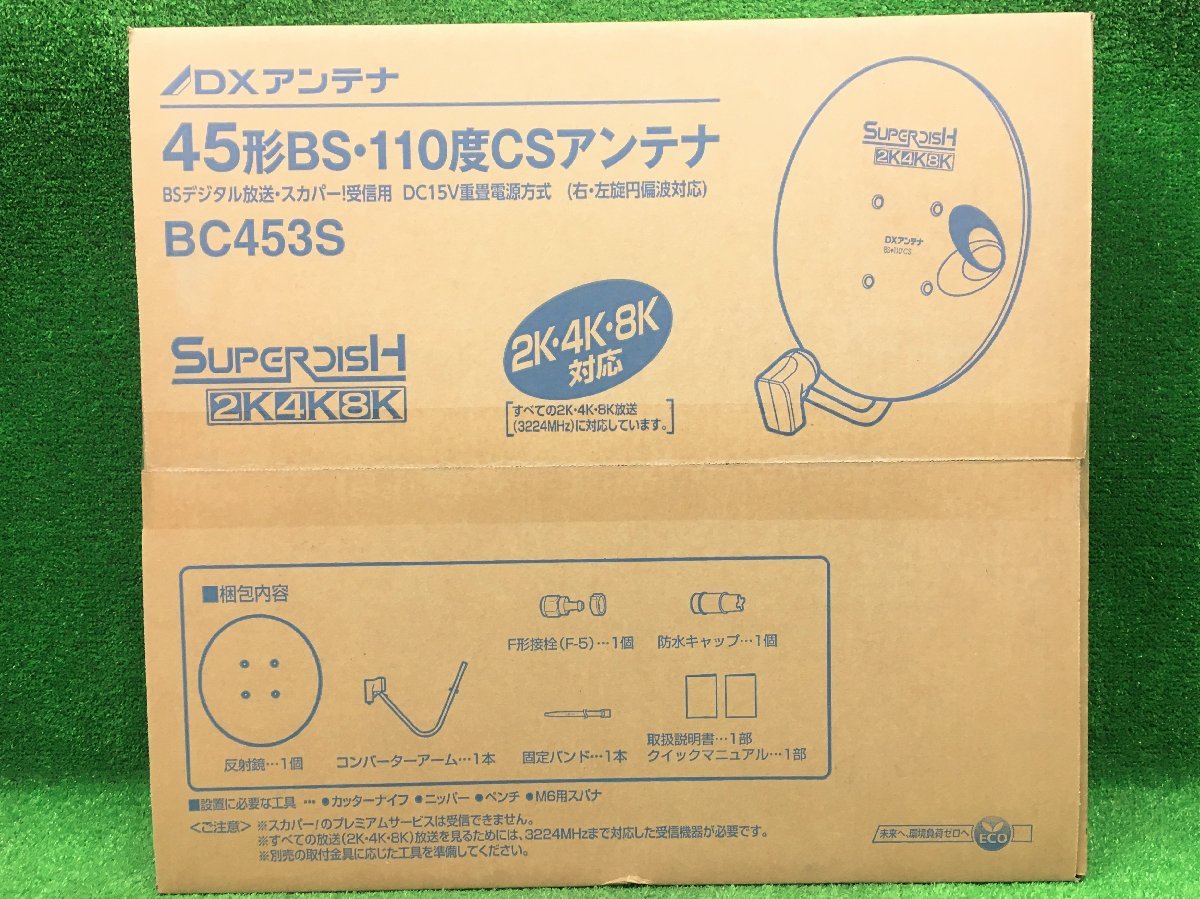 DXアンテナ
45形BS・110度CSアンテナ
BSデジタル放送・スカパー!受信用 DC15V重畳電源方式 (右・左旋円偏波対応)
BC453S
SUPERDISH
2K4K8K
2K・4K・8K
対応
すべての2K・4K・8K放送
(3224MHz)に対応しています。
SUPERDISH
2K4K8K
DXアンテナ
BS・110°CS
■梱包内容
F形接栓(F-5)…1個
防水キャップ…1個
反射鏡…1個
コンバーターアーム…1本
固定バンド…1本
取扱説明書…1部
クイックマニュアル…1部
■設置に必要な工具 … ●カッターナイフ ●ニッパー ●ペンチ ●M6用スパナ
<ご注意> ※スカパー!のプレミアムサービスは受信できません。
※すべての放送(2K・4K・8K)放送を見るためには、3224MHzまで対応した受信機器が必要です。
※別売の取付金具に応じた工具を準備してください。
未来へ、環境負荷ゼロへ
ECO